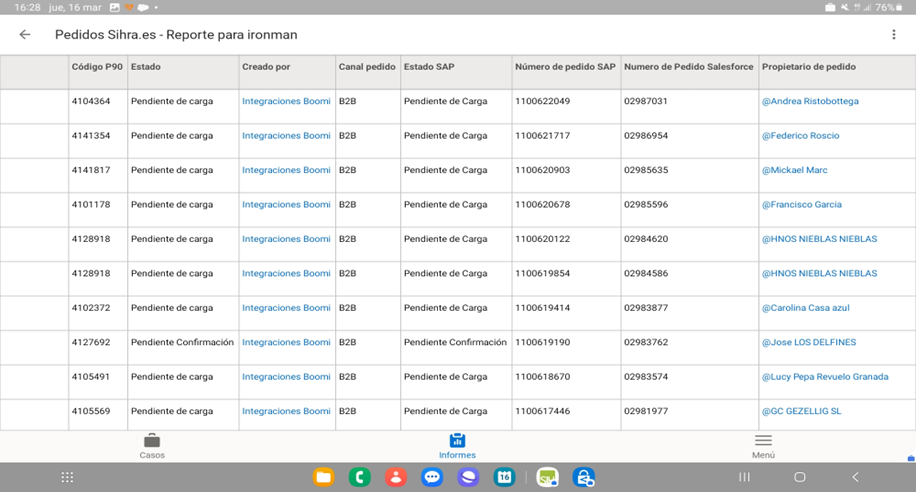 16:28 jue, 16 mar 76%
Pedidos Sihra.es - Reporte para ironman
Código P90 Estado Creado por Canal pedido Estado SAP Número de pedido SAP Numero de Pedido Salesforce Propietario de pedido
4104364 Pendiente de carga Integraciones Boomi B2B Pendiente de Carga 1100622049 02987031 @Andrea Ristobottega
4141354 Pendiente de carga Integraciones Boomi B2B Pendiente de Carga 1100621717 02986954 @Federico Roscio
4141817 Pendiente de carga Integraciones Boomi B2B Pendiente de Carga 1100620903 02985635 @Mickael Marc
4101178 Pendiente de carga Integraciones Boomi B2B Pendiente de Carga 1100620678 02985596 @Francisco Garcia
4128918 Pendiente de carga Integraciones Boomi B2B Pendiente de Carga 1100620122 02984620 @HNOS NIEBLAS NIEBLAS
4128918 Pendiente de carga Integraciones Boomi B2B Pendiente de Carga 1100619854 02984586 @HNOS NIEBLAS NIEBLAS
4102372 Pendiente de carga Integraciones Boomi B2B Pendiente de Carga 1100619414 02983877 @Carolina Casa azul
4127692 Pendiente Confirmación Integraciones Boomi B2B Pendiente Confirmación 1100619190 02983762 @Jose LOS DELFINES
4105491 Pendiente de carga Integraciones Boomi B2B Pendiente de Carga 1100618670 02983574 @Lucy Pepa Revuelo Granada
4105569 Pendiente de carga Integraciones Boomi B2B Pendiente de Carga 1100617446 02981977 @GC GEZELLIG SL
Casos Informes Menú
16